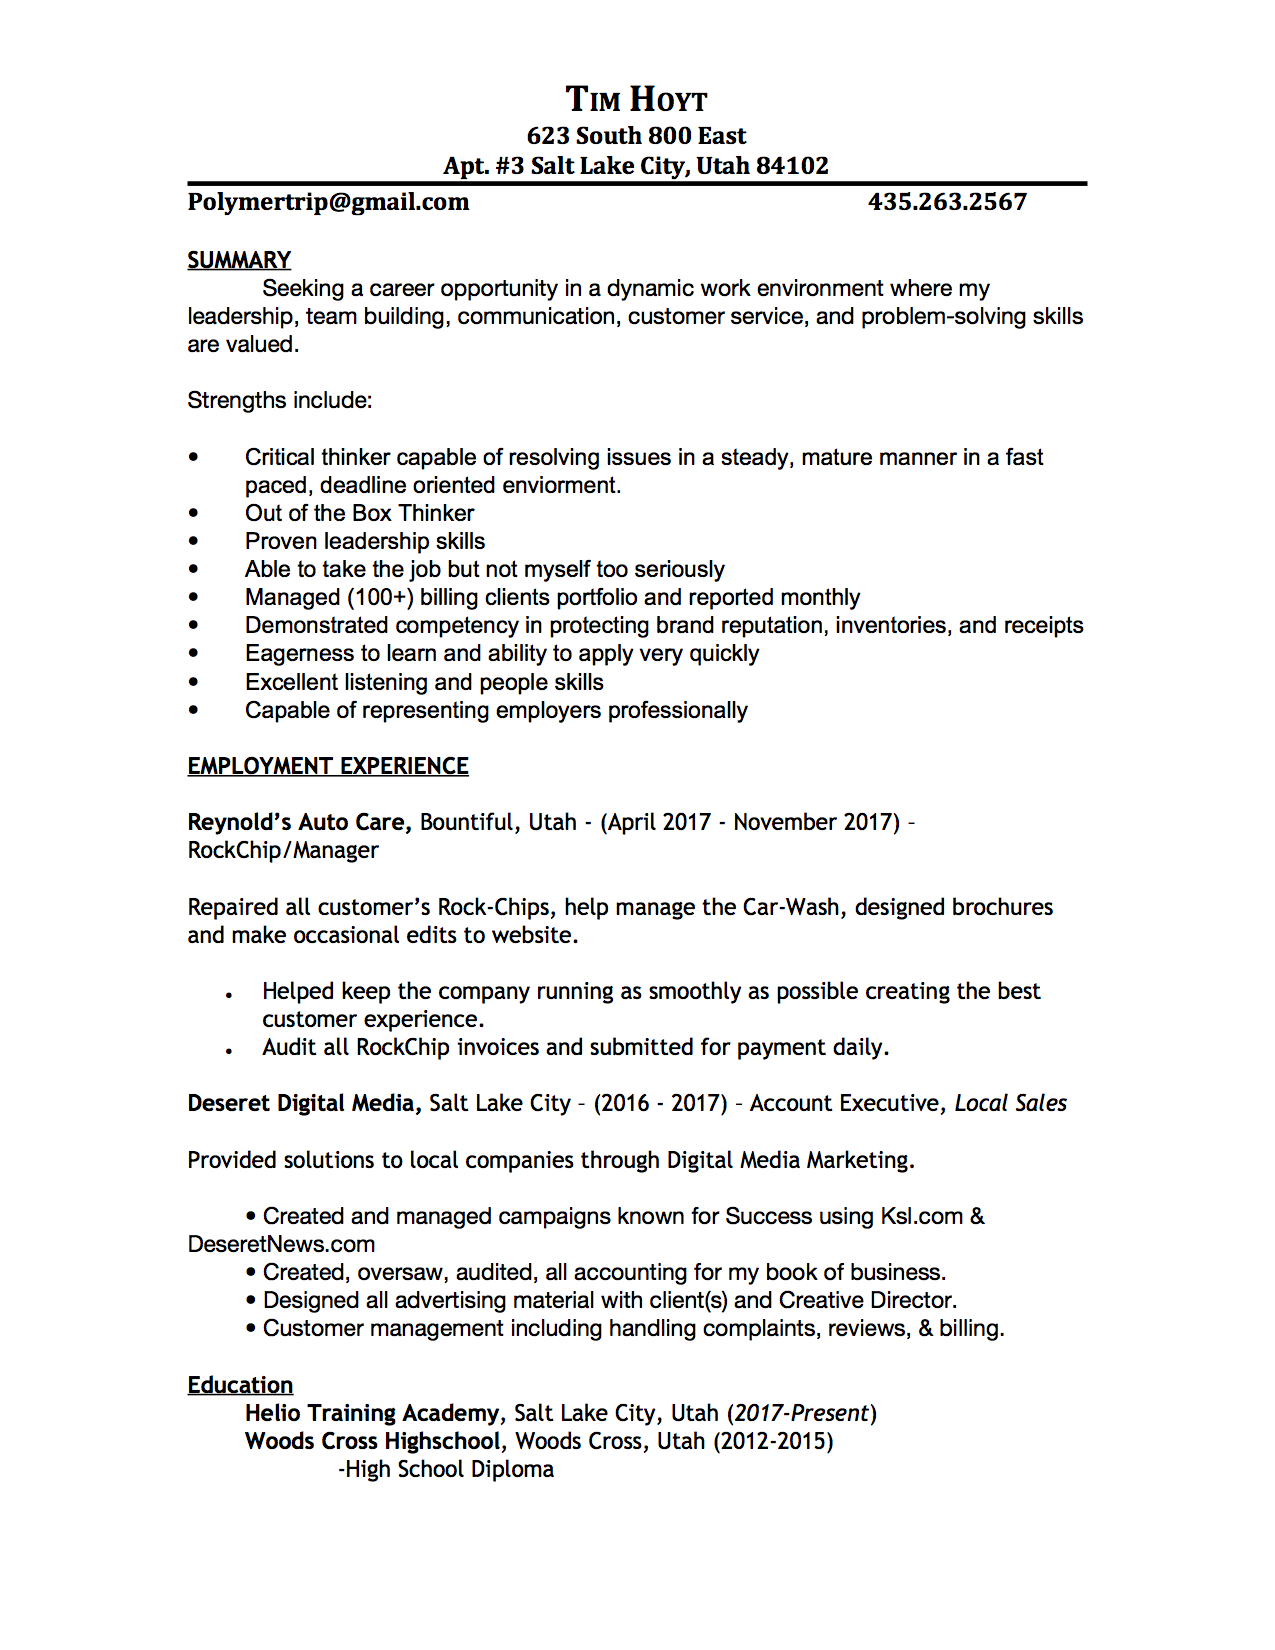 Tim Hoyt
623 South 800 East
Apt. #3 Salt Lake City, Utah 84102
Polymertrip@gmail.com 435.263.2567
SUMMARY
Seeking a career opportunity in a dynamic work environment where my
leadership, team building, communication, customer service, and problem-solving skills
are valued.
Strengths include:
• Critical thinker capable of resolving issues in a steady, mature manner in a fast
paced, deadline oriented enviorment.
• Out of the Box Thinker
• Proven leadership skills
• Able to take the job but not myself too seriously
• Managed (100+) billing clients portfolio and reported monthly
• Demonstrated competency in protecting brand reputation, inventories, and receipts
• Eagerness to learn and ability to apply very quickly
• Excellent listening and people skills
• Capable of representing employers professionally
EMPLOYMENT EXPERIENCE
Reynold’s Auto Care, Bountiful, Utah - (April 2017 - November 2017) –
RockChip/Manager
Repaired all customer’s Rock-Chips, help manage the Car-Wash, designed brochures
and make occasional edits to website.
• Helped keep the company running as smoothly as possible creating the best
customer experience.
• Audit all RockChip invoices and submitted for payment daily.
Deseret Digital Media, Salt Lake City – (2016 - 2017) – Account Executive, Local Sales
Provided solutions to local companies through Digital Media Marketing.
• Created and managed campaigns known for Success using Ksl.com &
DeseretNews.com
• Created, oversaw, audited, all accounting for my book of business.
• Designed all advertising material with client(s) and Creative Director.
• Customer management including handling complaints, reviews, & billing.
Education
Helio Training Academy, Salt Lake City, Utah (2017-Present)
Woods Cross Highschool, Woods Cross, Utah (2012-2015)
-High School Diploma